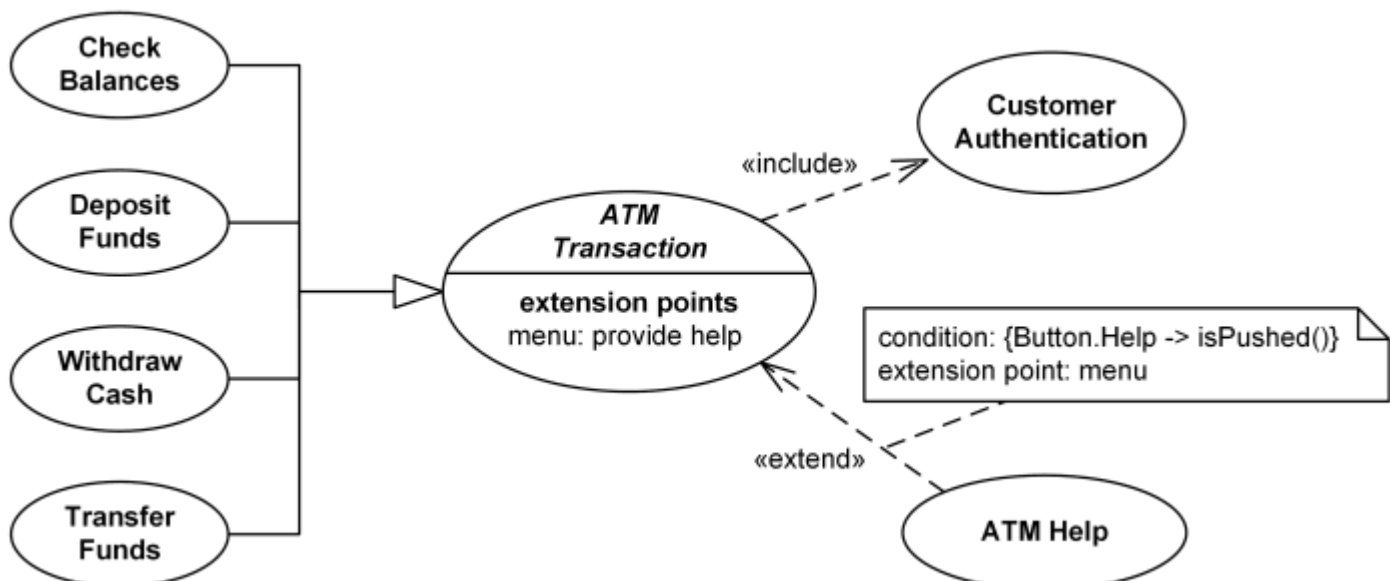 Check
Balances
Deposit
Funds
Withdraw
Cash
Transfer
Funds
ATM
Transaction
extension points
menu: provide help
«include»
Customer
Authentication
condition: {Button.Help -> isPushed()}
extension point: menu
«extend»
ATM Help